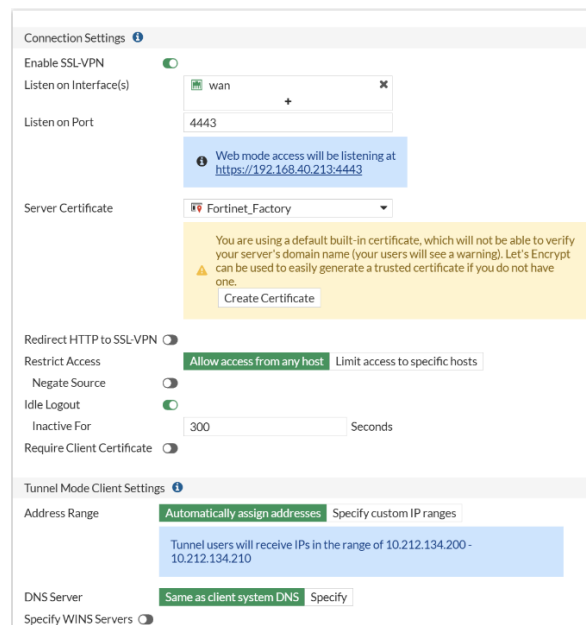 Connection Settings
Enable SSL-VPN
Listen on Interface(s) wan
+
Listen on Port 4443
Web mode access will be listening at
https://192.168.40.213:4443
Server Certificate Fortinet_Factory
You are using a default built-in certificate, which will not be able to verify
your server's domain name (your users will see a warning). Let's Encrypt
can be used to easily generate a trusted certificate if you do not have
one.
Create Certificate
Redirect HTTP to SSL-VPN
Restrict Access Allow access from any host Limit access to specific hosts
Negate Source
Idle Logout
Inactive For 300 Seconds
Require Client Certificate
Tunnel Mode Client Settings
Address Range Automatically assign addresses Specify custom IP ranges
Tunnel users will receive IPs in the range of 10.212.134.200 -
10.212.134.210
DNS Server Same as client system DNS Specify
Specify WINS Servers